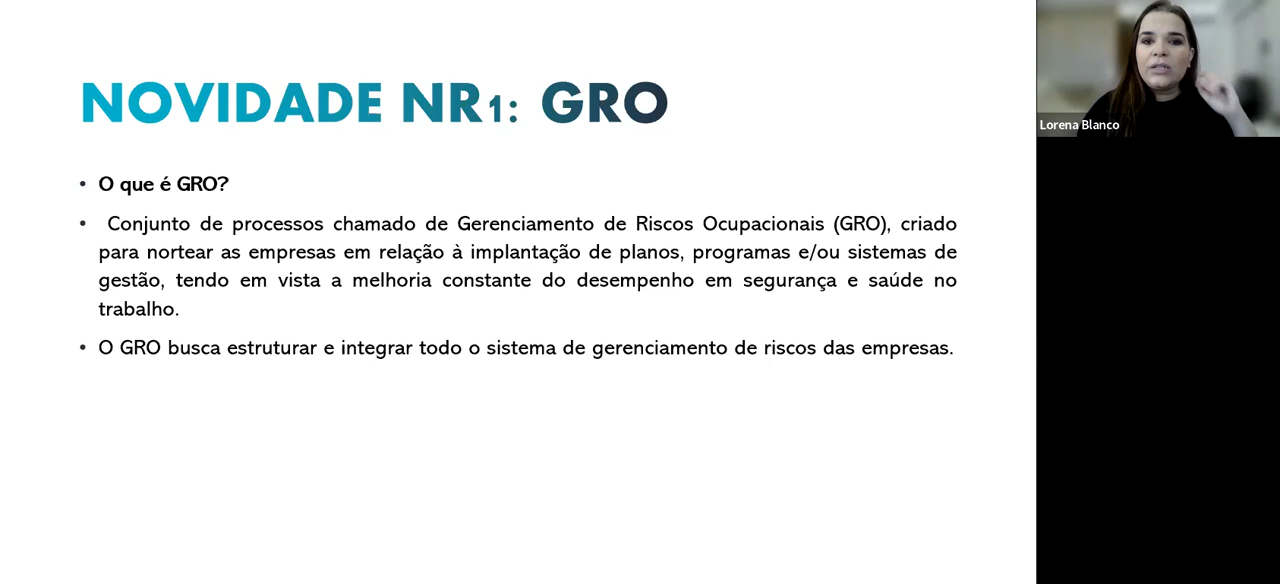 NOVIDADE NR1: GRO
Lorena Blanco
• O que é GRO?
• Conjunto de processos chamado de Gerenciamento de Riscos Ocupacionais (GRO), criado
para nortear as empresas em relação à implantação de planos, programas e/ou sistemas de
gestão, tendo em vista a melhoria constante do desempenho em segurança e saúde no
trabalho.
• O GRO busca estruturar e integrar todo o sistema de gerenciamento de riscos das empresas.